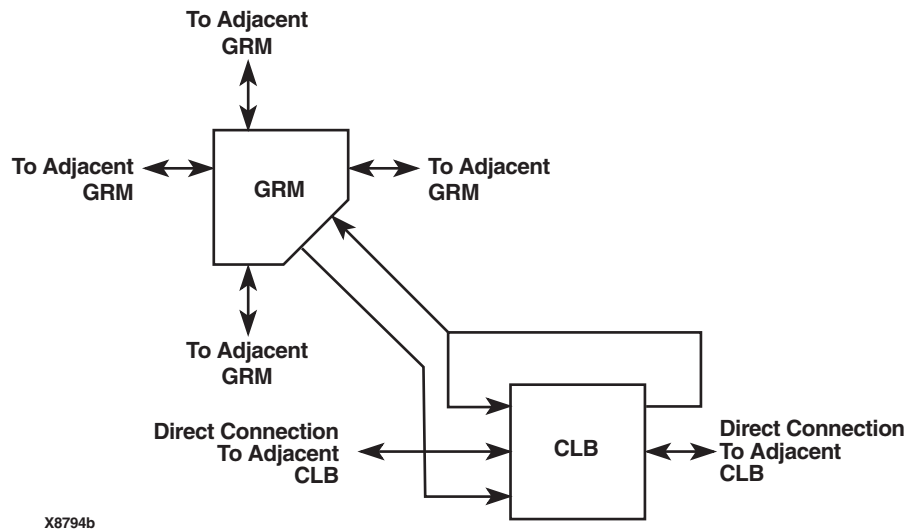 To Adjacent
GRM
To Adjacent
GRM
GRM
To Adjacent
GRM
To Adjacent
GRM
Direct Connection
To Adjacent
CLB
CLB
Direct Connection
To Adjacent
CLB
X8794b